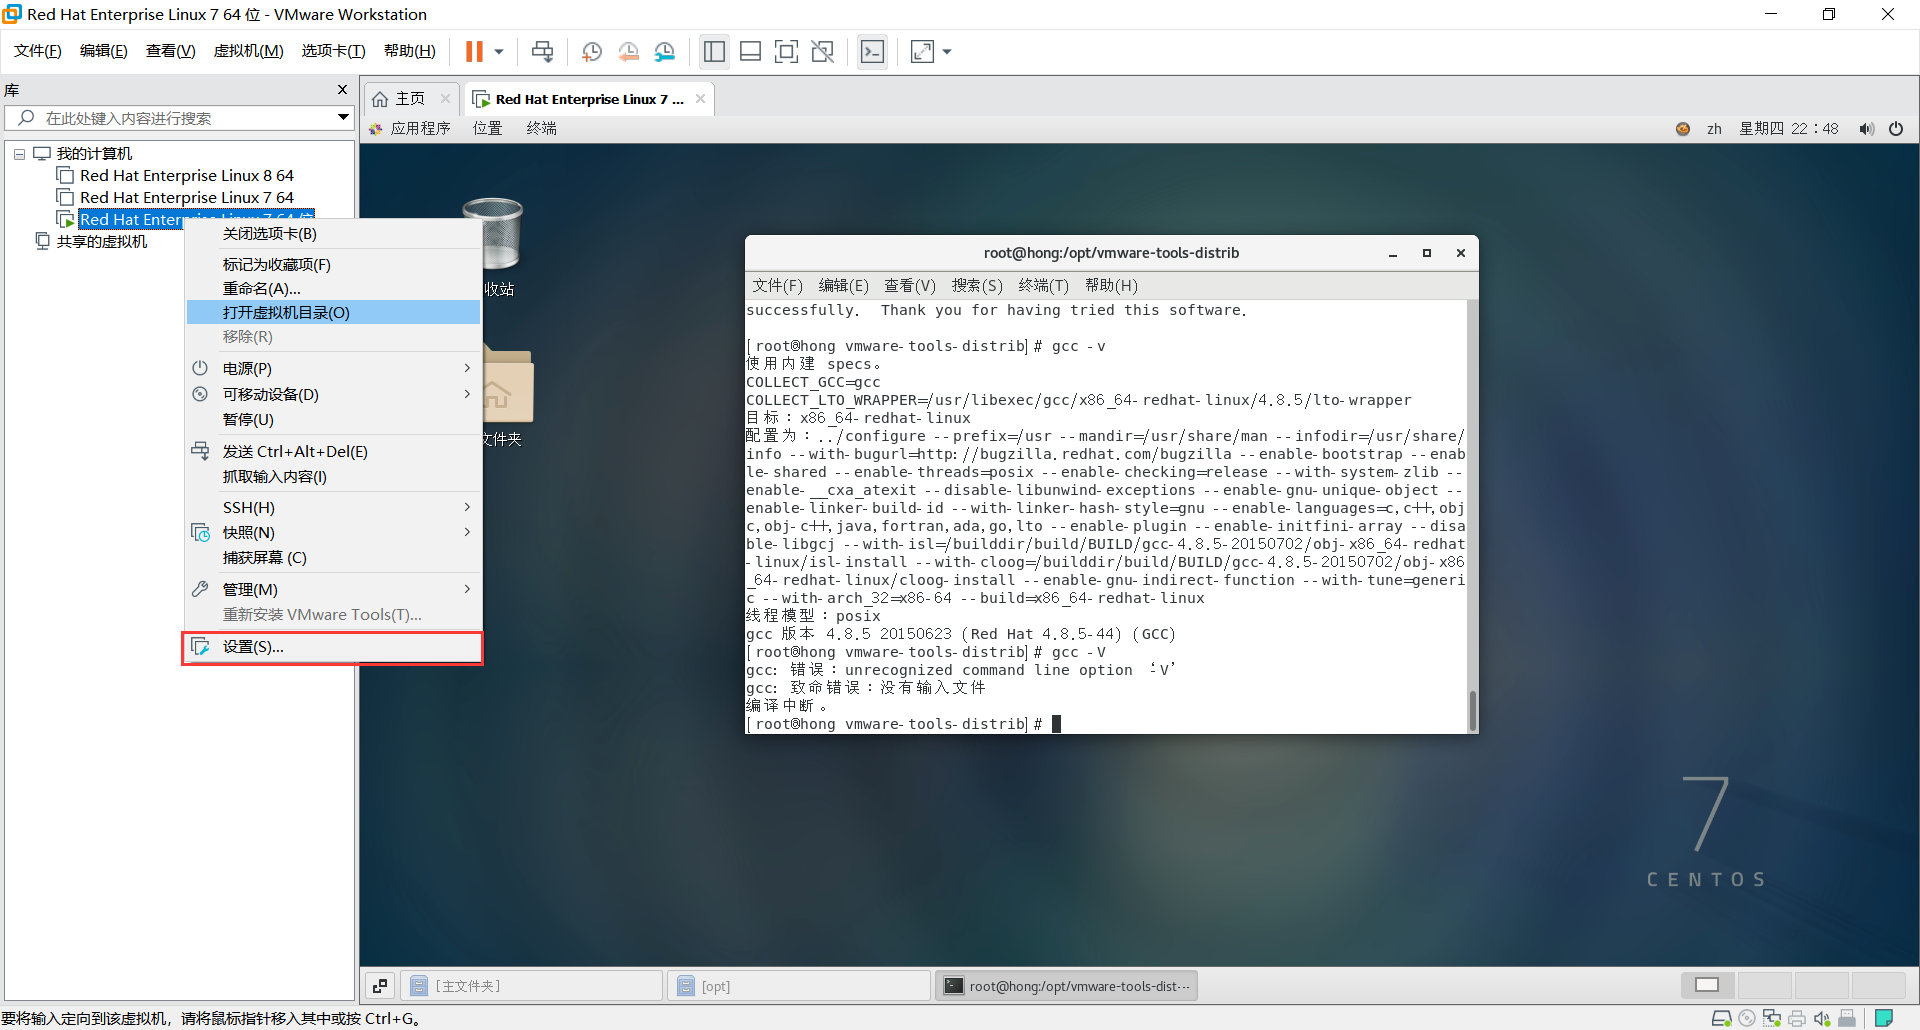 Red Hat Enterprise Linux 7 64 位 - VMware Workstation
文件(F) 编辑(E) 查看(V) 虚拟机(M) 选项卡(T) 帮助(H)
库
在此处键入内容进行搜索
我的计算机
Red Hat Enterprise Linux 8 64
Red Hat Enterprise Linux 7 64
Red Hat Enterprise Linux 7 64 位
共享的虚拟机
关闭选项卡(B)
标记为收藏项(F)
重命名(A)...
打开虚拟机目录(O)
移除(R)
电源(P)
可移动设备(D)
暂停(U)
发送 Ctrl+Alt+Del(E)
抓取输入内容(I)
SSH(H)
快照(N)
捕获屏幕 (C)
管理(M)
重新安装 VMware Tools(T)...
设置(S)...
主页
Red Hat Enterprise Linux 7 ...
应用程序 位置 终端
zh 星期四 22：48
收站
文件夹
root@hong:/opt/vmware-tools-distrib
文件(F) 编辑(E) 查看(V) 搜索(S) 终端(T) 帮助(H)
successfully.  Thank you for having tried this software.
[root@hong vmware-tools-distrib]# gcc -v
使用内建 specs。
COLLECT_GCC=gcc
COLLECT_LTO_WRAPPER=/usr/libexec/gcc/x86_64-redhat-linux/4.8.5/lto-wrapper
目标：x86_64-redhat-linux
配置为：../configure --prefix=/usr --mandir=/usr/share/man --infodir=/usr/share/
info --with-bugurl=http://bugzilla.redhat.com/bugzilla --enable-bootstrap --enab
le-shared --enable-threads=posix --enable-checking=release --with-system-zlib --
enable-__cxa_atexit --disable-libunwind-exceptions --enable-gnu-unique-object --
enable-linker-build-id --with-linker-hash-style=gnu --enable-languages=c,c++,obj
c,obj-c++,java,fortran,ada,go,lto --enable-plugin --enable-initfini-array --disa
ble-libgcj --with-isl=/builddir/build/BUILD/gcc-4.8.5-20150702/obj-x86_64-redhat
-linux/isl-install --with-cloog=/builddir/build/BUILD/gcc-4.8.5-20150702/obj-x86
_64-redhat-linux/cloog-install --enable-gnu-indirect-function --with-tune=generi
c --with-arch_32=x86-64 --build=x86_64-redhat-linux
线程模型：posix
gcc 版本 4.8.5 20150623 (Red Hat 4.8.5-44) (GCC)
[root@hong vmware-tools-distrib]# gcc -V
gcc: 错误：unrecognized command line option ‘-V’
gcc: 致命错误：没有输入文件
编译中断。
[root@hong vmware-tools-distrib]#
7
CENTOS
[主文件夹]
[opt]
root@hong:/opt/vmware-tools-dist···
要将输入定向到该虚拟机，请将鼠标指针移入其中或按 Ctrl+G。